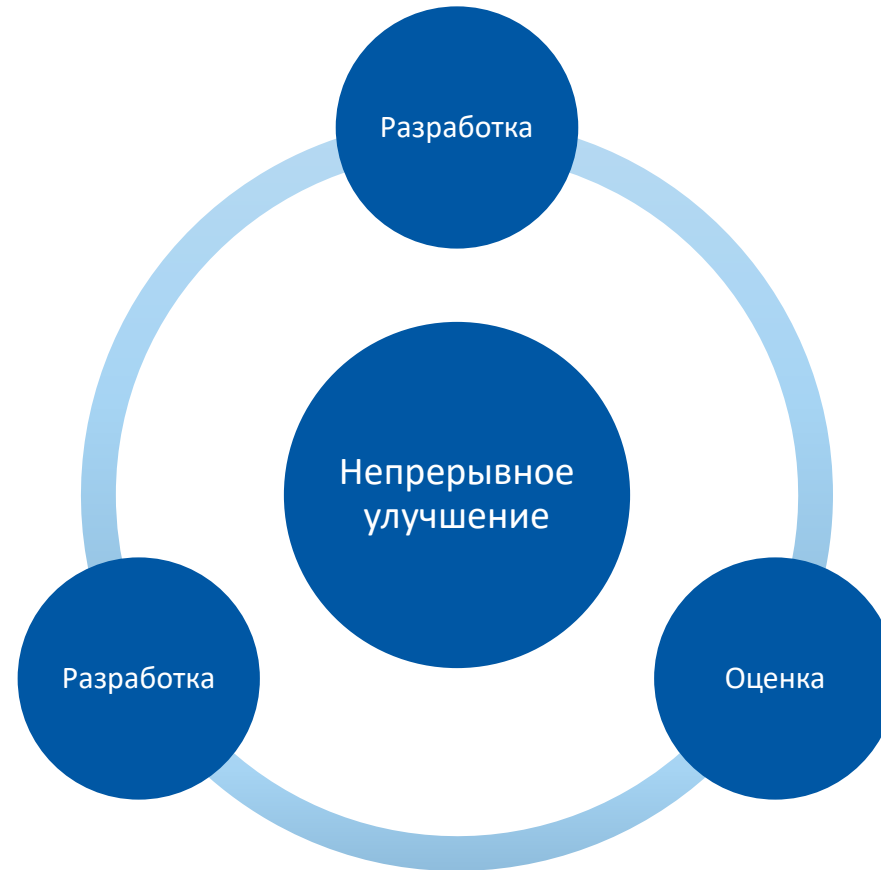 Разработка
Непрерывное
улучшение
Разработка
Оценка